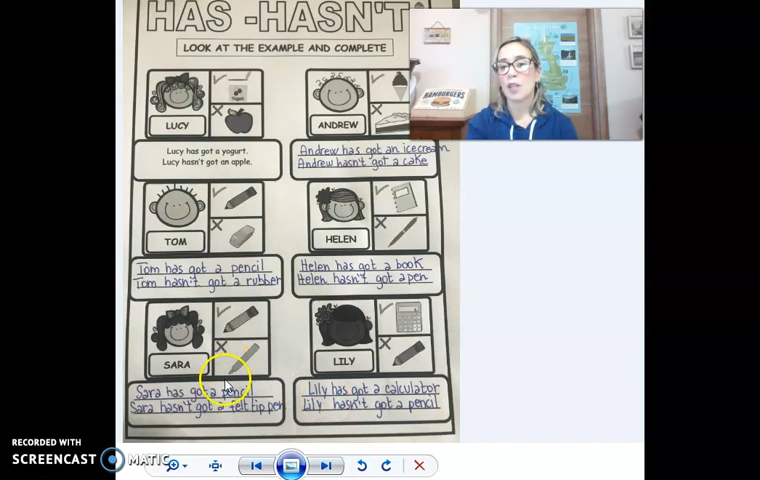 HAS -HASN'T
LOOK AT THE EXAMPLE AND COMPLETE
HAMBURGERS
Yogurt
LUCY
ANDREW
Lucy has got a yogurt.
Lucy hasn't got an apple.
Andrew has got an icecream
Andrew hasn't got a cake
TOM
HELEN
Tom has got a pencil
Tom hasn't got a rubber
Helen has got a book
Helen hasn't got a pen
SARA
LILY
Sara has got a pencil
Sara hasn't got a felt tip pen
Lily has got a calculator
Lily hasn't got a pencil
RECORDED WITH
SCREENCAST MATIC